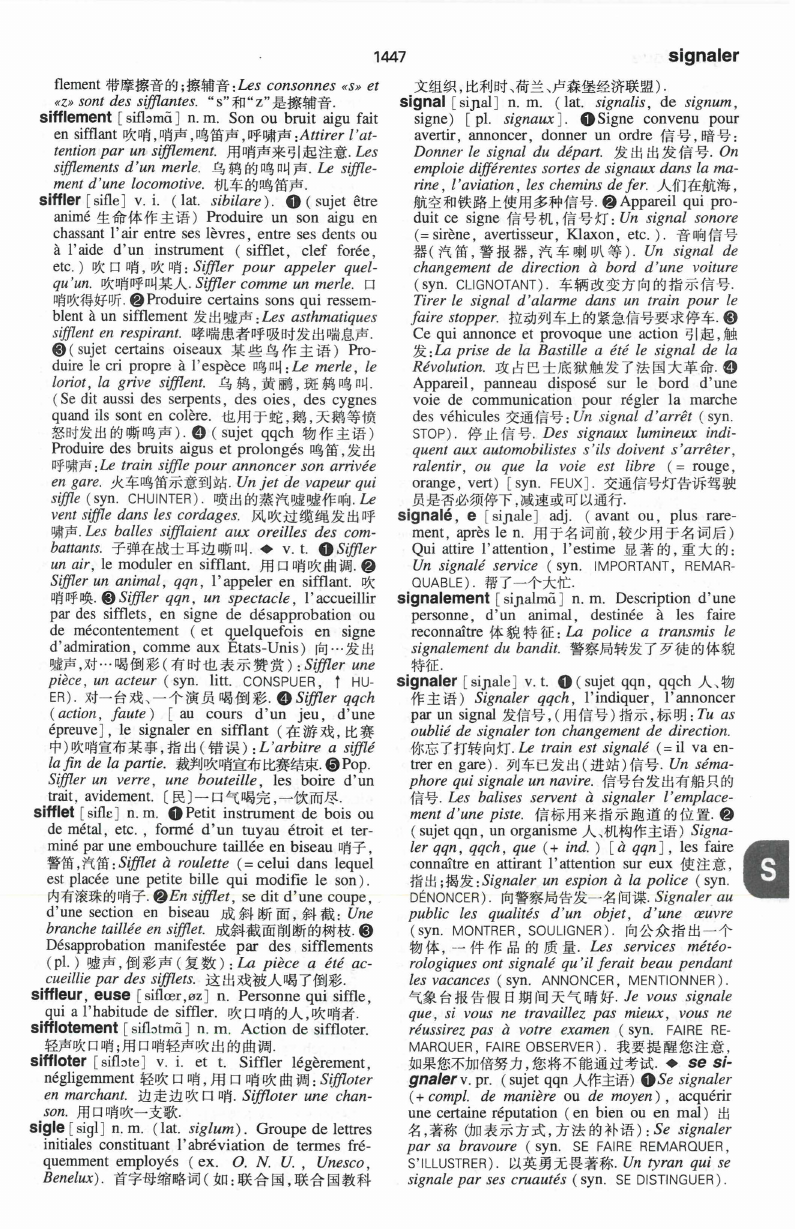 1447
signaler
flement 带摩擦音的;擦辅音:Les consonnes «s» et
«z» sont des sifflantes. “s”和“z”是擦辅音.
sifflement [sifləmɑ̃] n. m. Son ou bruit aigu fait
en sifflant 吹哨,哨声,鸣笛声,呼啸声:Attirer l'at-
tention par un sifflement. 用哨声来引起注意. Les
sifflements d'un merle. 乌鸫的鸣叫声. Le siffle-
ment d'une locomotive. 机车的鸣笛声.
siffler [sifle] v. i. (lat. sibilare). ❶ (sujet être
animé 生命体作主语) Produire un son aigu en
chassant l'air entre ses lèvres, entre ses dents ou
à l'aide d'un instrument (sifflet, clef forée,
etc.) 吹口哨,吹哨: Siffler pour appeler quel-
qu'un. 吹哨呼叫某人. Siffler comme un merle. 口
哨吹得好听. ❷ Produire certains sons qui ressem-
blent à un sifflement 发出嘘声: Les asthmatiques
sifflent en respirant. 哮喘患者呼吸时发出喘息声.
❸ (sujet certains oiseaux 某些鸟作主语) Pro-
duire le cri propre à l'espèce 鸣叫: Le merle, le
loriot, la grive sifflent. 乌鸫,黄鹂,斑鸫鸣叫.
(Se dit aussi des serpents, des oies, des cygnes
quand ils sont en colère. 也用于蛇,鹅,天鹅等愤
怒时发出的嘶鸣声). ❹ (sujet qqch 物作主语)
Produire des bruits aigus et prolongés 鸣笛,发出
呼啸声: Le train siffle pour annoncer son arrivée
en gare. 火车鸣笛示意到站. Un jet de vapeur qui
siffle (syn. CHUINTER). 喷出的蒸汽嘘嘘作响. Le
vent siffle dans les cordages. 风吹过缆绳发出呼
啸声. Les balles sifflaient aux oreilles des com-
battants. 子弹在战士耳边嘶叫. ◆ v. t. ❶ Siffler
un air, le moduler en sifflant. 用口哨吹曲调. ❷
Siffler un animal, qqn, l'appeler en sifflant. 吹
哨呼唤. ❸ Siffler qqn, un spectacle, l'accueillir
par des sifflets, en signe de désapprobation ou
de mécontentement (et quelquefois en signe
d'admiration, comme aux États-Unis) 向…发出
嘘声,对…喝倒彩(有时也表示赞赏): Siffler une
pièce, un acteur (syn. litt. CONSPUER, ↑ HU-
ER). 对一台戏、一个演员喝倒彩. ❹ Siffler qqch
(action, faute) [au cours d'un jeu, d'une
épreuve], le signaler en sifflant (在游戏,比赛
中)吹哨宣布某事,指出(错误): L'arbitre a sifflé
la fin de la partie. 裁判吹哨宣布比赛结束. ❺ Pop.
Siffler un verre, une bouteille, les boire d'un
trait, avidement. 〔民〕一口气喝完,一饮而尽.
sifflet [siflɛ] n. m. ❶ Petit instrument de bois ou
de métal, etc., formé d'un tuyau étroit et ter-
miné par une embouchure taillée en biseau 哨子,
警笛,汽笛: Sifflet à roulette (= celui dans lequel
est placée une petite bille qui modifie le son).
内有滚珠的哨子. ❷ En sifflet, se dit d'une coupe,
d'une section en biseau 成斜断面,斜截: Une
branche taillée en sifflet. 成斜截面削断的树枝. ❸
Désapprobation manifestée par des sifflements
(pl.) 嘘声,倒彩声(复数): La pièce a été ac-
cueillie par des sifflets. 这出戏被人喝了倒彩.
siffleur, euse [siflœr,øz] n. Personne qui siffle,
qui a l'habitude de siffler. 吹口哨的人,吹哨者.
sifflotement [siflɔtmɑ̃] n. m. Action de siffloter.
轻声吹口哨;用口哨轻声吹出的曲调.
siffloter [siflɔte] v. i. et t. Siffler légèrement,
négligemment 轻吹口哨,用口哨吹曲调: Siffloter
en marchant. 边走边吹口哨. Siffloter une chan-
son. 用口哨吹一支歌.
sigle [sigl] n. m. (lat. siglum). Groupe de lettres
initiales constituant l'abréviation de termes fré-
quemment employés (ex. O. N. U., Unesco,
Benelux). 首字母缩略词(如:联合国,联合国教科
文组织,比利时、荷兰、卢森堡经济联盟).
signal [siɲal] n. m. (lat. signalis, de signum,
signe) [pl. signaux]. ❶ Signe convenu pour
avertir, annoncer, donner un ordre 信号,暗号:
Donner le signal du départ. 发出出发信号. On
emploie différentes sortes de signaux dans la ma-
rine, l'aviation, les chemins de fer. 人们在航海,
航空和铁路上使用多种信号. ❷ Appareil qui pro-
duit ce signe 信号机,信号灯: Un signal sonore
(= sirène, avertisseur, Klaxon, etc.). 音响信号
器(汽笛,警报器,汽车喇叭等). Un signal de
changement de direction à bord d'une voiture
(syn. CLIGNOTANT). 车辆改变方向的指示信号.
Tirer le signal d'alarme dans un train pour le
faire stopper. 拉动列车上的紧急信号要求停车. ❸
Ce qui annonce et provoque une action 引起,触
发: La prise de la Bastille a été le signal de la
Révolution. 攻占巴士底狱触发了法国大革命. ❹
Appareil, panneau disposé sur le bord d'une
voie de communication pour régler la marche
des véhicules 交通信号: Un signal d'arrêt (syn.
STOP). 停止信号. Des signaux lumineux indi-
quent aux automobilistes s'ils doivent s'arrêter,
ralentir, ou que la voie est libre (= rouge,
orange, vert) [syn. FEUX]. 交通信号灯告诉驾驶
员是否必须停下,减速或可以通行.
signalé, e [siɲale] adj. (avant ou, plus rare-
ment, après le n. 用于名词前,较少用于名词后)
Qui attire l'attention, l'estime 显著的,重大的:
Un signalé service (syn. IMPORTANT, REMAR-
QUABLE). 帮了一个大忙.
signalement [siɲalmɑ̃] n. m. Description d'une
personne, d'un animal, destinée à les faire
reconnaître 体貌特征: La police a transmis le
signalement du bandit. 警察局转发了歹徒的体貌
特征.
signaler [siɲale] v. t. ❶ (sujet qqn, qqch 人、物
作主语) Signaler qqch, l'indiquer, l'annoncer
par un signal 发信号,(用信号)指示,标明: Tu as
oublié de signaler ton changement de direction.
你忘了打转向灯. Le train est signalé (= il va en-
trer en gare). 列车已发出(进站)信号. Un séma-
phore qui signale un navire. 信号台发出有船只的
信号. Les balises servent à signaler l'emplace-
ment d'une piste. 信标用来指示跑道的位置. ❷
(sujet qqn, un organisme 人、机构作主语) Signa-
ler qqn, qqch, que (+ ind.) [à qqn], les faire
connaître en attirant l'attention sur eux 使注意,
指出;揭发: Signaler un espion à la police (syn.
DÉNONCER). 向警察局告发一名间谍. Signaler au
public les qualités d'un objet, d'une œuvre
(syn. MONTRER, SOULIGNER). 向公众指出一个
物体,一件作品的质量. Les services météo-
rologiques ont signalé qu'il ferait beau pendant
les vacances (syn. ANNONCER, MENTIONNER).
气象台报告假日期间天气晴好. Je vous signale
que, si vous ne travaillez pas mieux, vous ne
réussirez pas à votre examen (syn. FAIRE RE-
MARQUER, FAIRE OBSERVER). 我要提醒您注意,
如果您不加倍努力,您将不能通过考试. ◆ se si-
gnaler v. pr. (sujet qqn 人作主语) ❶ Se signaler
(+ compl. de manière ou de moyen), acquérir
une certaine réputation (en bien ou en mal) 出
名,著称(加表示方式,方法的补语): Se signaler
par sa bravoure (syn. SE FAIRE REMARQUER,
S'ILLUSTRER). 以英勇无畏著称. Un tyran qui se
signale par ses cruautés (syn. SE DISTINGUER).
S